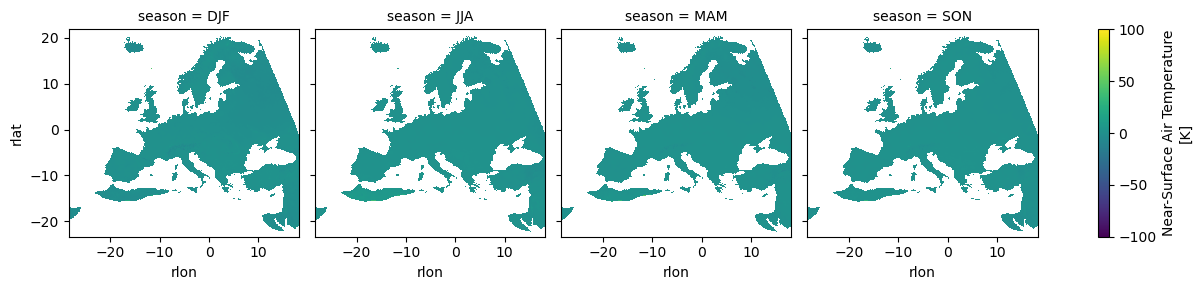 season = DJF
season = JJA
season = MAM
season = SON
rlat
20
10
0
−10
−20
−20
−10
0
10
rlon
−20
−10
0
10
rlon
−20
−10
0
10
rlon
−20
−10
0
10
rlon
100
50
0
−50
−100
Near-Surface Air Temperature
[K]